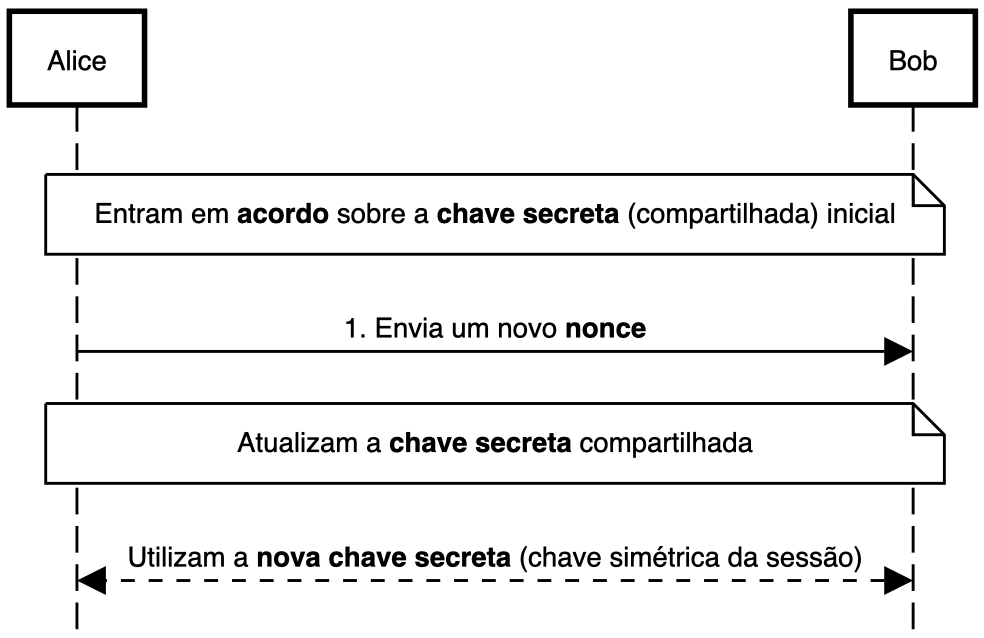 Alice
Bob
Entram em acordo sobre a chave secreta (compartilhada) inicial
1. Envia um novo nonce
Atualizam a chave secreta compartilhada
Utilizam a nova chave secreta (chave simétrica da sessão)